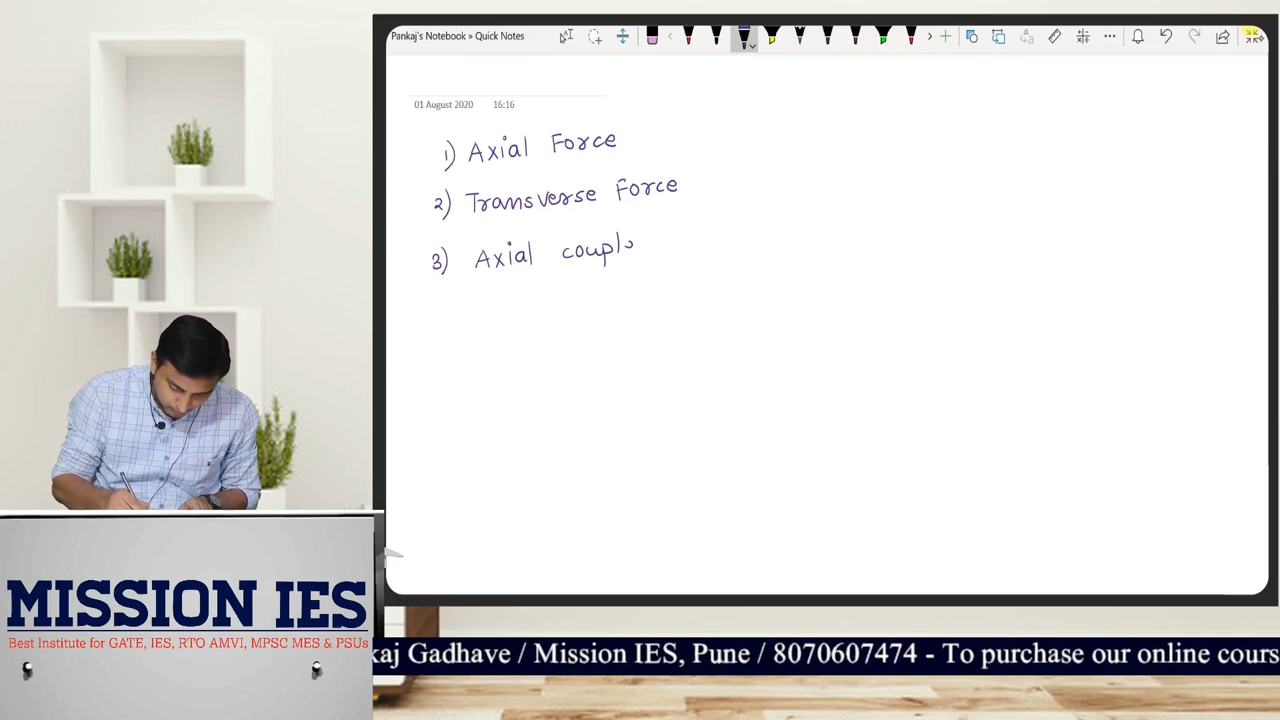 Pankaj's Notebook » Quick Notes
01 August 2020 16:16
1) Axial Force
2) Transverse Force
3) Axial coupl
MISSION IES
Best Institute for GATE, IES, RTO AMVI, MPSC MES & PSUs
kaj Gadhave / Mission IES, Pune / 8070607474 - To purchase our online cours